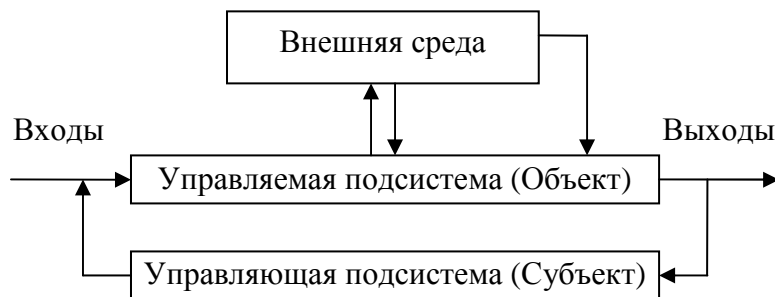 Внешняя среда
Входы
Выходы
Управляемая подсистема (Объект)
Управляющая подсистема (Субъект)